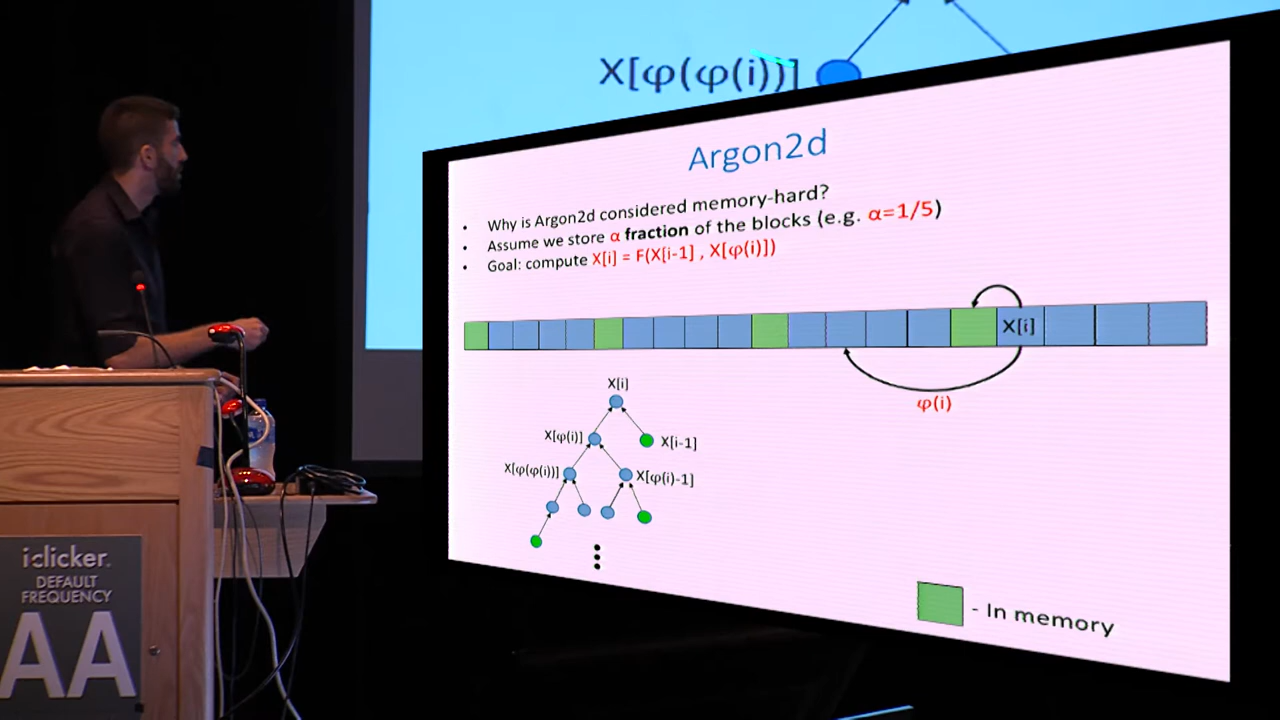 X[φ(φ(i))]
Argon2d
• Why is Argon2d considered memory-hard?
• Assume we store α fraction of the blocks (e.g. α=1/5)
• Goal: compute X[i] = F(X[i-1] , X[φ(i)])
X[i]
φ(i)
X[i]
X[φ(i)]
X[i-1]
X[φ(φ(i))]
X[φ(i)-1]
- In memory
iclicker.
DEFAULT
FREQUENCY
AA